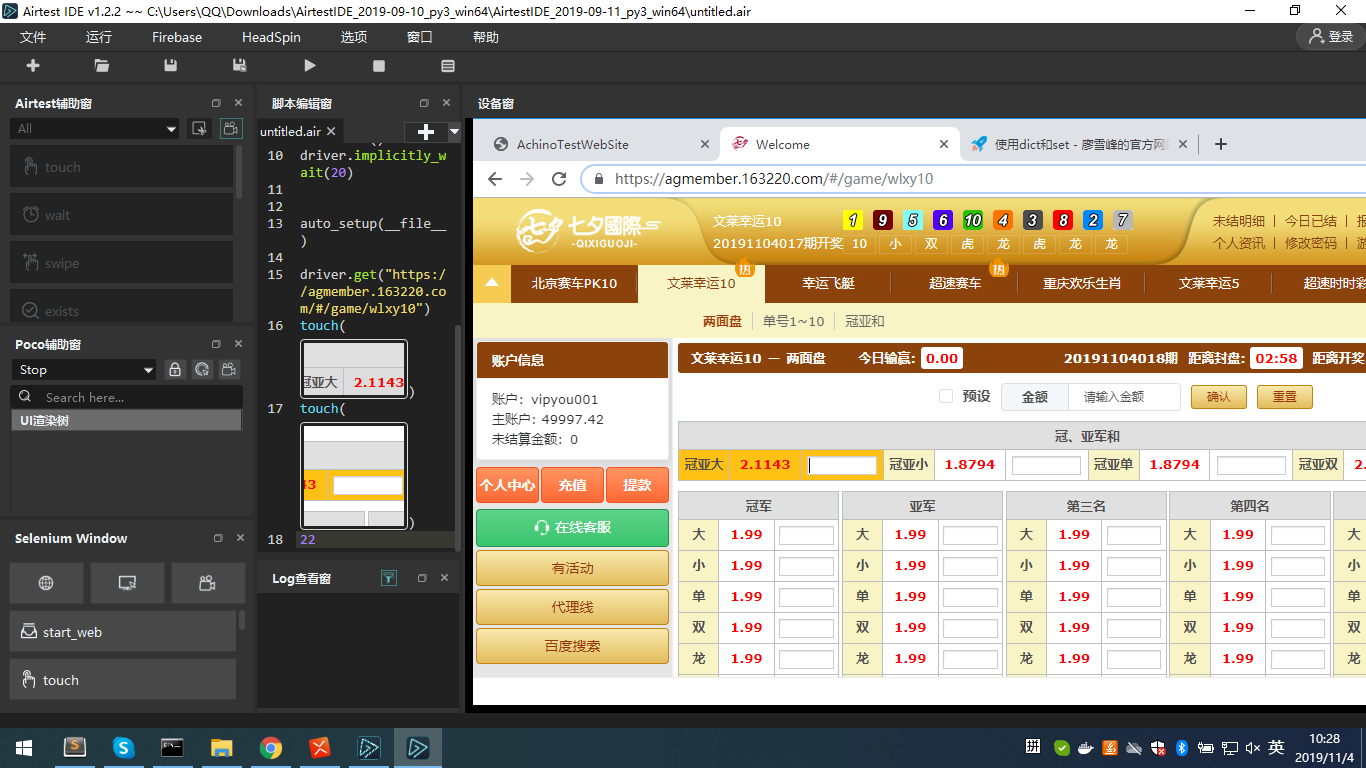 Airtest IDE v1.2.2 ~~ C:\Users\QQ\Downloads\AirtestIDE_2019-09-10_py3_win64\AirtestIDE_2019-09-11_py3_win64\untitled.air
文件 运行 Firebase HeadSpin 选项 窗口 帮助 登录
Airtest辅助窗
All
touch
wait
swipe
exists
Poco辅助窗
Stop
Search here...
UI渲染树
Selenium Window
start_web
touch
脚本编辑窗
untitled.air
10 driver.implicitly_w
ait(20)
11
12
13 auto_setup(__file__
)
14
15 driver.get("https:/
/agmember.163220.co
m/#/game/wlxy10")
16 touch(
冠亚大 2.1143 )
17 touch(
43
)
18 22
Log查看窗
设备窗
AchinoTestWebSite
Welcome
使用dict和set - 廖雪峰的官方网
https://agmember.163220.com/#/game/wlxy10
七夕國際
-QIXIGUOJI-
文莱幸运10 1 9 5 6 10 4 3 8 2 7
20191104017期开奖 10 小 双 虎 龙 虎 龙 龙
未结明细 | 今日已结 |
个人资讯 | 修改密码 |
北京赛车PK10 文莱幸运10 热 幸运飞艇 超速赛车 热 重庆欢乐生肖 文莱幸运5 超速时时彩
两面盘 单号1~10 冠亚和
账户信息
账户: vipyou001
主账户: 49997.42
未结算金额: 0
个人中心 充值 提款
在线客服
有活动
代理线
百度搜索
文莱幸运10 — 两面盘 今日输赢: 0.00 20191104018期 距离封盘: 02:58 距离开奖
预设 金额 请输入金额 确认 重置
冠、亚军和
冠亚大 2.1143 冠亚小 1.8794 冠亚单 1.8794 冠亚双 2.
冠军 亚军 第三名 第四名
大 1.99 大 1.99 大 1.99 大 1.99 大
小 1.99 小 1.99 小 1.99 小 1.99 小
单 1.99 单 1.99 单 1.99 单 1.99 单
双 1.99 双 1.99 双 1.99 双 1.99 双
龙 1.99 龙 1.99 龙 1.99 龙 1.99 龙
拼 英 10:28
2019/11/4